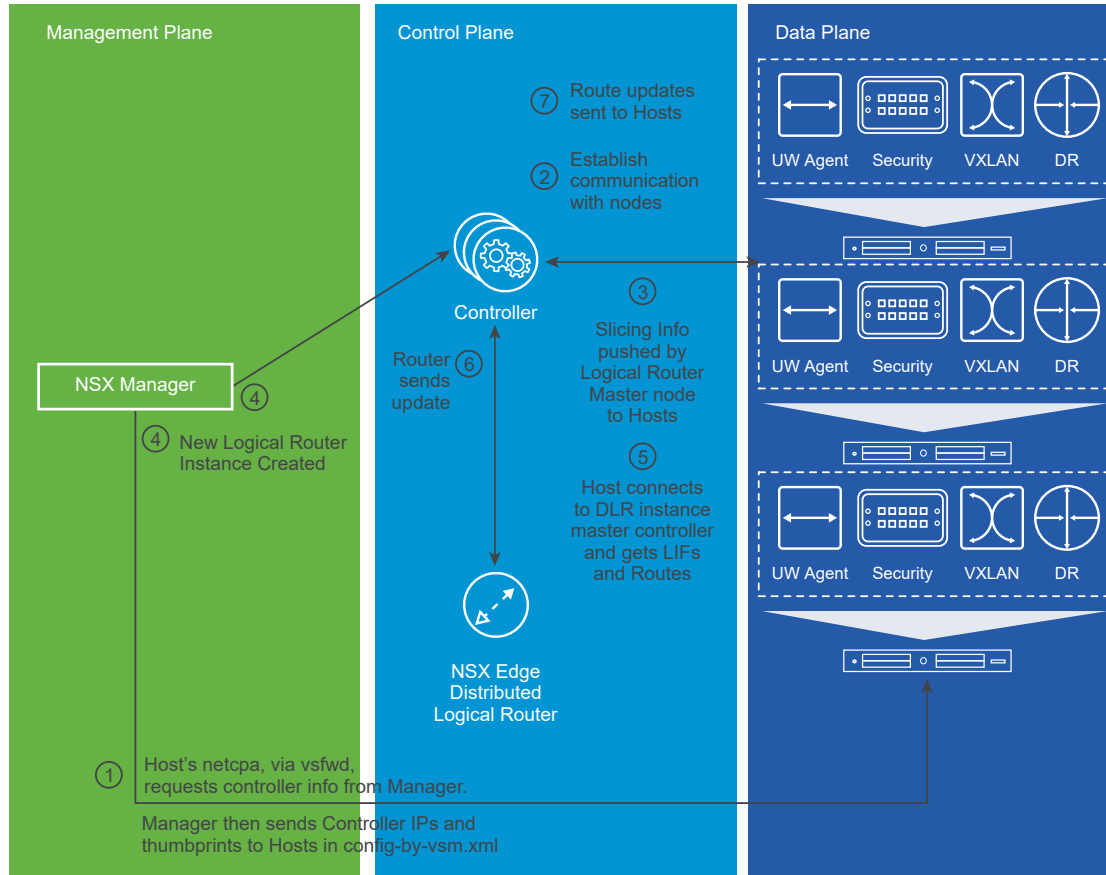 Management Plane
Control Plane
Data Plane
7
Route updates
sent to Hosts
2
Establish
communication
with nodes
Controller
3
Slicing Info
pushed by
Logical Router
Master node
to Hosts
Router
sends
update
6
NSX Manager
4
4
New Logical Router
Instance Created
5
Host connects
to DLR instance
master controller
and gets LIFs
and Routes
NSX Edge
Distributed
Logical Router
1
Host's netcpa, via vsfwd,
requests controller info from Manager.
Manager then sends Controller IPs and
thumbprints to Hosts in config-by-vsm.xml
UW Agent Security VXLAN DR
UW Agent Security VXLAN DR
UW Agent Security VXLAN DR